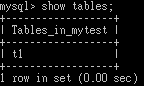 mysql> show tables;
+------------------+
| Tables_in_mytest |
+------------------+
| t1
+------------------+
1 row in set (0.00 sec)